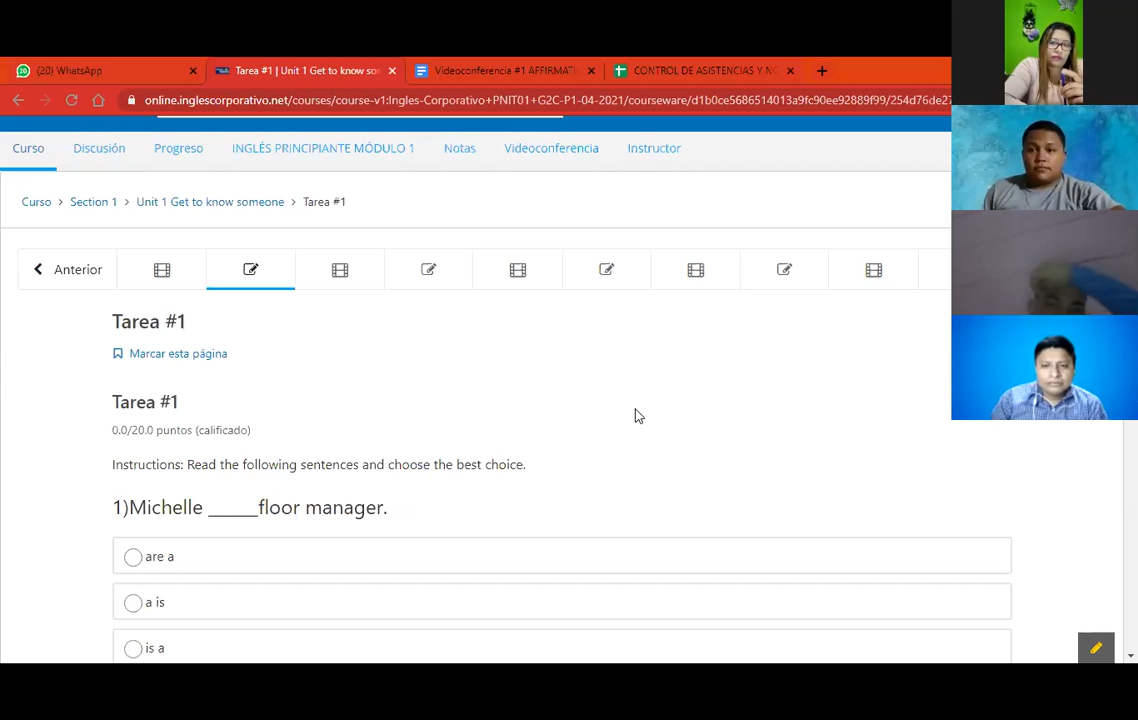 (20) WhatsApp
Tarea #1 | Unit 1 Get to know so
Videoconferencia #1 AFFIRMATI
CONTROL DE ASISTENCIAS Y NO
online.inglescorporativo.net/courses/course-v1:Ingles-Corporativo+PNIT01+G2C-P1-04-2021/courseware/d1b0ce5686514013a9fc90ee92889f99/254d76de27
Curso
Discusión
Progreso
INGLÉS PRINCIPIANTE MÓDULO 1
Notas
Videoconferencia
Instructor
Curso > Section 1 > Unit 1 Get to know someone > Tarea #1
Anterior
Tarea #1
Marcar esta página
Tarea #1
0.0/20.0 puntos (calificado)
Instructions: Read the following sentences and choose the best choice.
1)Michelle _____floor manager.
are a
a is
is a